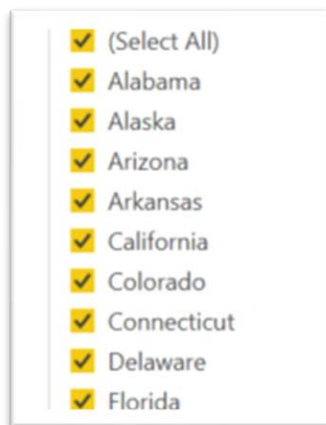 (Select All)
Alabama
Alaska
Arizona
Arkansas
California
Colorado
Connecticut
Delaware
Florida